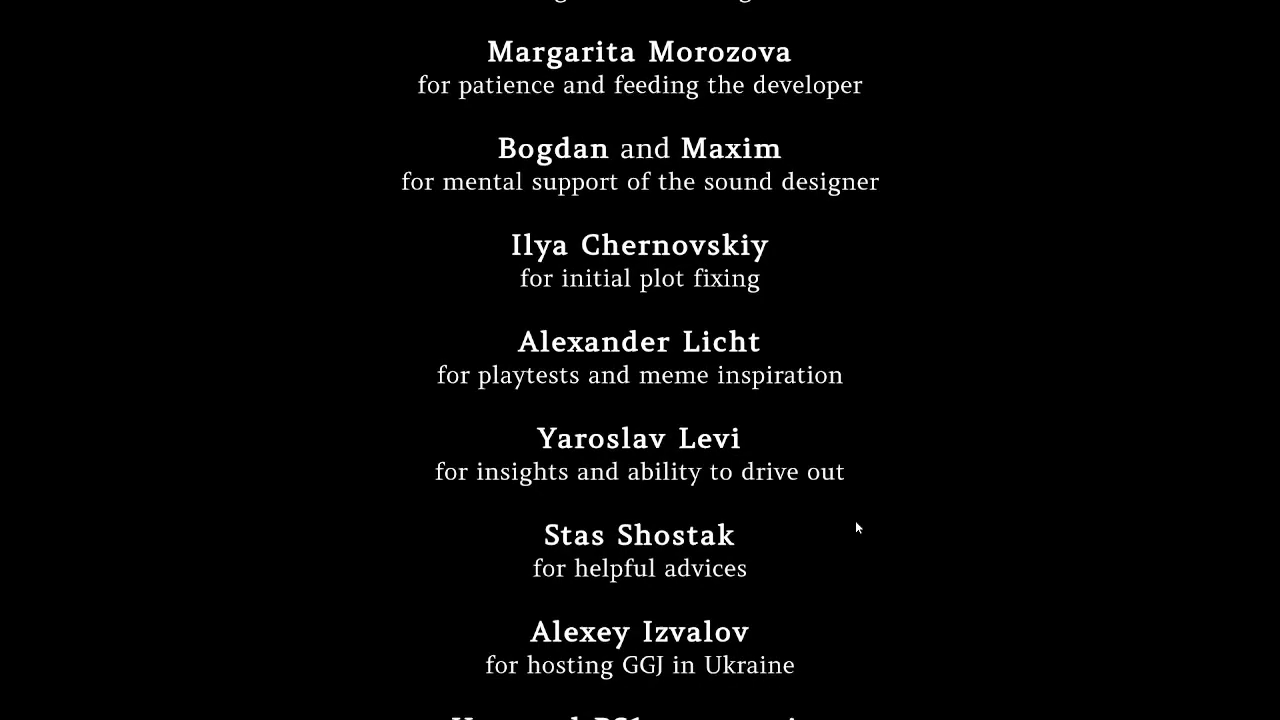 Margarita Morozova
for patience and feeding the developer
Bogdan and Maxim
for mental support of the sound designer
Ilya Chernovskiy
for initial plot fixing
Alexander Licht
for playtests and meme inspiration
Yaroslav Levi
for insights and ability to drive out
Stas Shostak
for helpful advices
Alexey Izvalov
for hosting GGJ in Ukraine